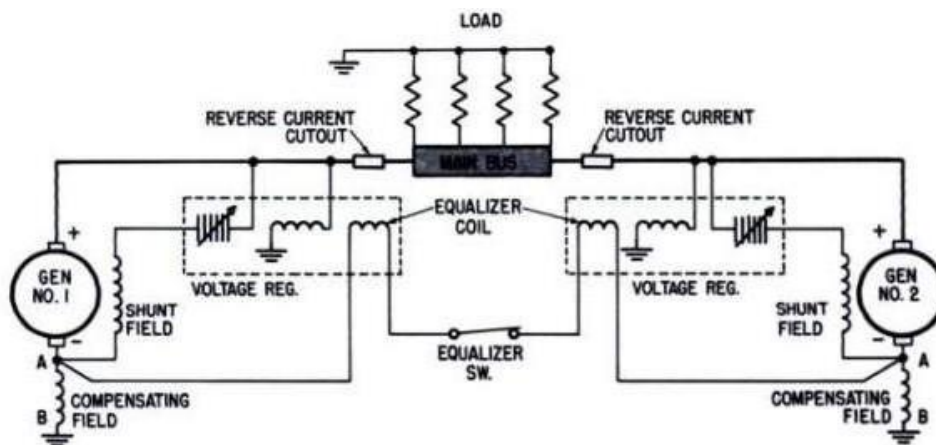 LOAD
REVERSE CURRENT
CUTOUT
REVERSE CURRENT
CUTOUT
MAIN BUS
EQUALIZER
COIL
+
GEN
NO. 1
-
SHUNT
FIELD
VOLTAGE REG.
VOLTAGE REG.
SHUNT
FIELD
+
GEN
NO. 2
-
EQUALIZER
SW.
A
B
COMPENSATING
FIELD
COMPENSATING
FIELD
A
B